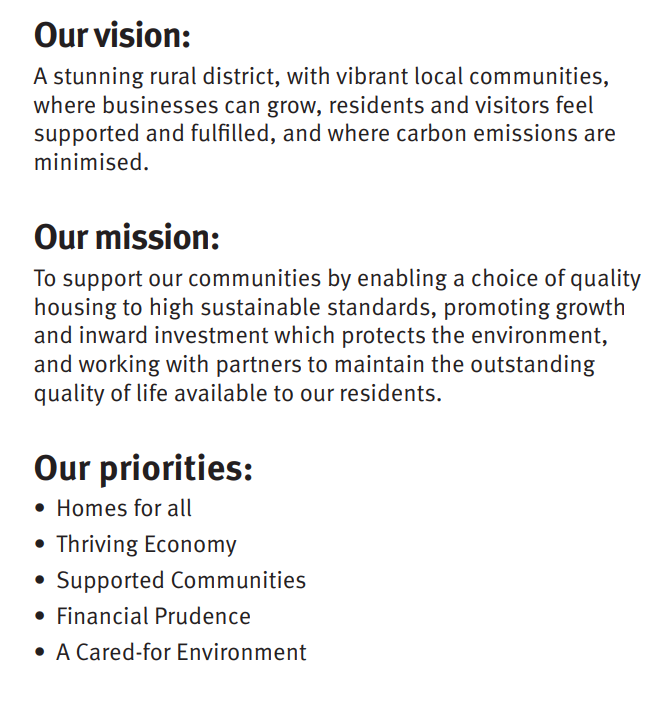 Our vision:
A stunning rural district, with vibrant local communities,
where businesses can grow, residents and visitors feel
supported and fulfilled, and where carbon emissions are
minimised.
Our mission:
To support our communities by enabling a choice of quality
housing to high sustainable standards, promoting growth
and inward investment which protects the environment,
and working with partners to maintain the outstanding
quality of life available to our residents.
Our priorities:
• Homes for all
• Thriving Economy
• Supported Communities
• Financial Prudence
• A Cared-for Environment